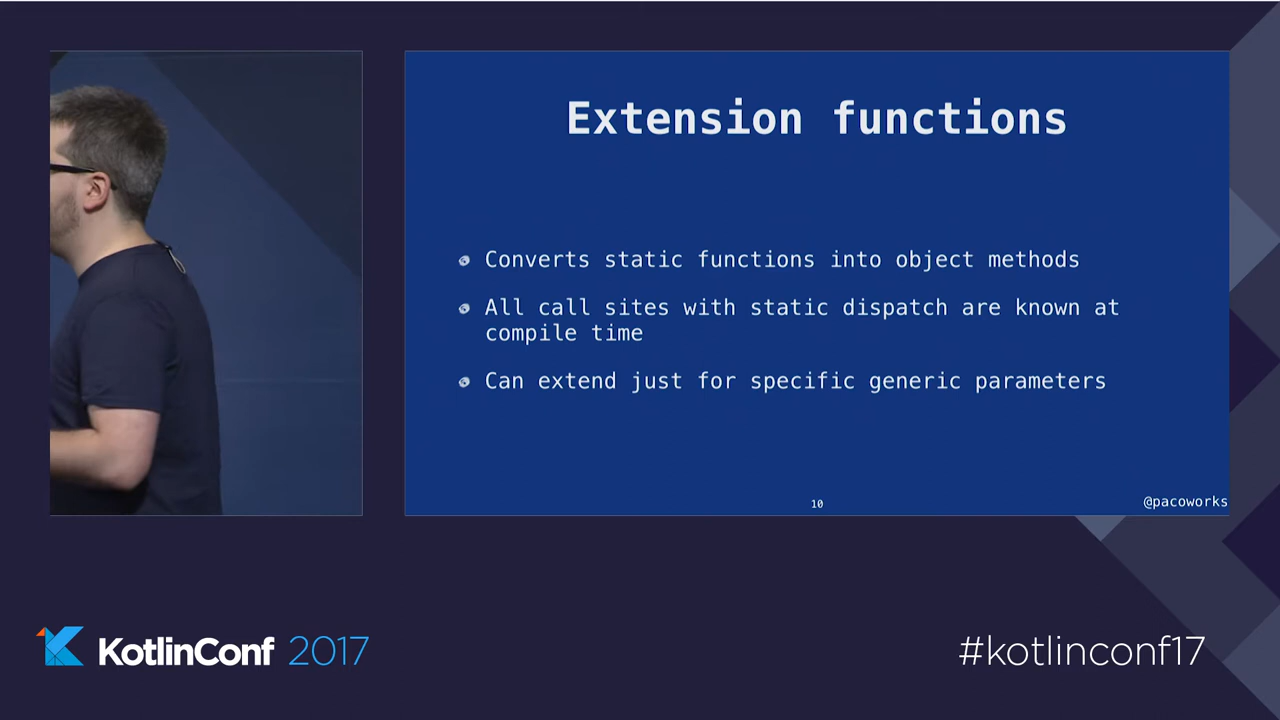 Extension functions
Converts static functions into object methods
All call sites with static dispatch are known at
compile time
Can extend just for specific generic parameters
10
@pacoworks
KotlinConf 2017
#kotlinconf17